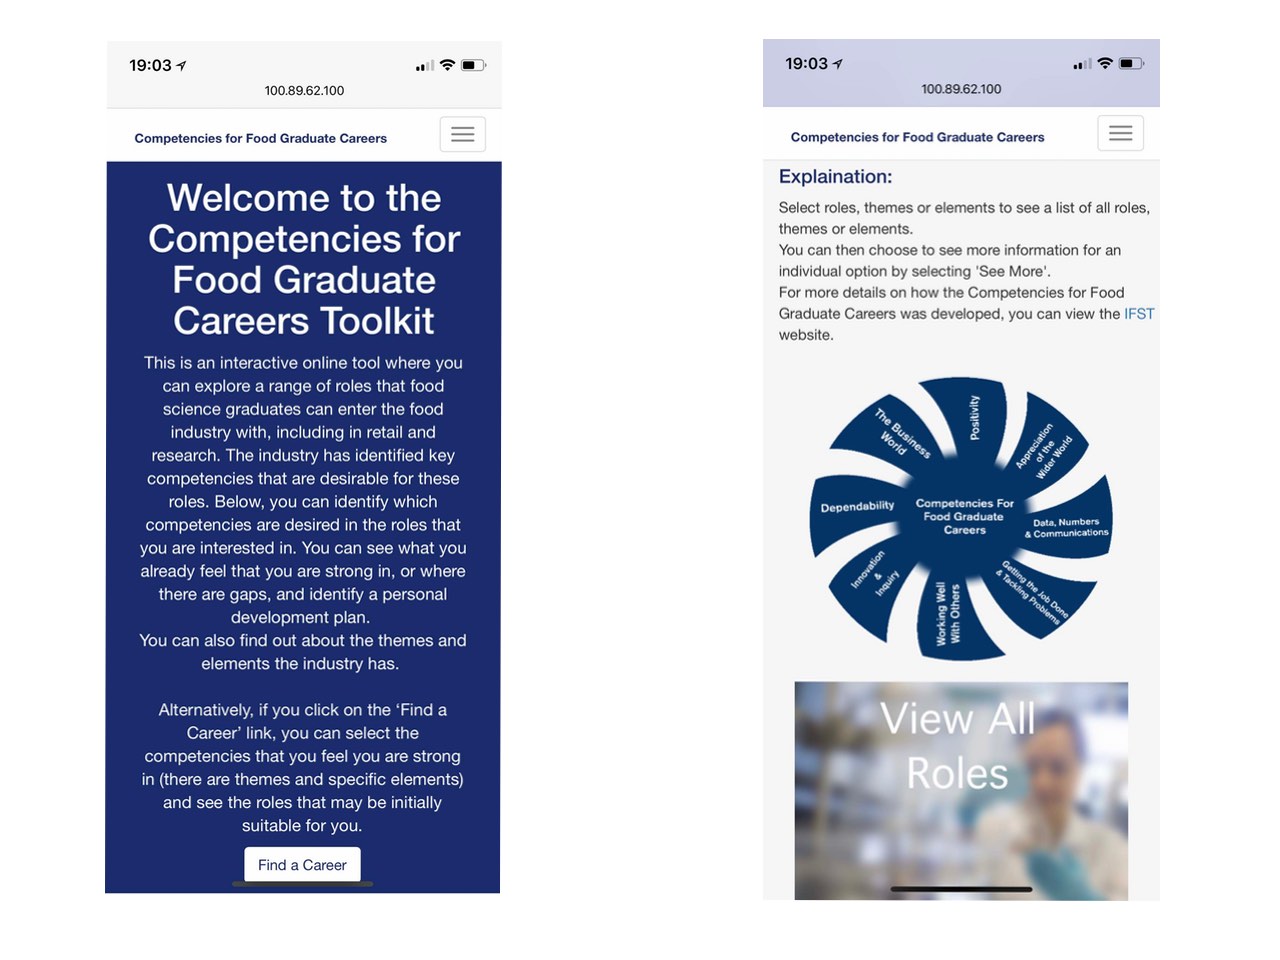 19:03
100.89.62.100
Competencies for Food Graduate Careers
Welcome to the
Competencies for
Food Graduate
Careers Toolkit
This is an interactive online tool where you
can explore a range of roles that food
science graduates can enter the food
industry with, including in retail and
research. The industry has identified key
competencies that are desirable for these
roles. Below, you can identify which
competencies are desired in the roles that
you are interested in. You can see what you
already feel that you are strong in, or where
there are gaps, and identify a personal
development plan.
You can also find out about the themes and
elements the industry has.
Alternatively, if you click on the ‘Find a
Career’ link, you can select the
competencies that you feel you are strong
in (there are themes and specific elements)
and see the roles that may be initially
suitable for you.
Find a Career
19:03
100.89.62.100
Competencies for Food Graduate Careers
Explaination:
Select roles, themes or elements to see a list of all roles,
themes or elements.
You can then choose to see more information for an
individual option by selecting 'See More'.
For more details on how the Competencies for Food
Graduate Careers was developed, you can view the IFST
website.
Positivity
Appreciation
of the
Wider World
Data, Numbers
& Communications
Getting the Job Done
& Tackling Problems
Working Well
With Others
Innovation
&
Inquiry
Dependability
The Business
World
Competencies For
Food Graduate
Careers
View All
Roles